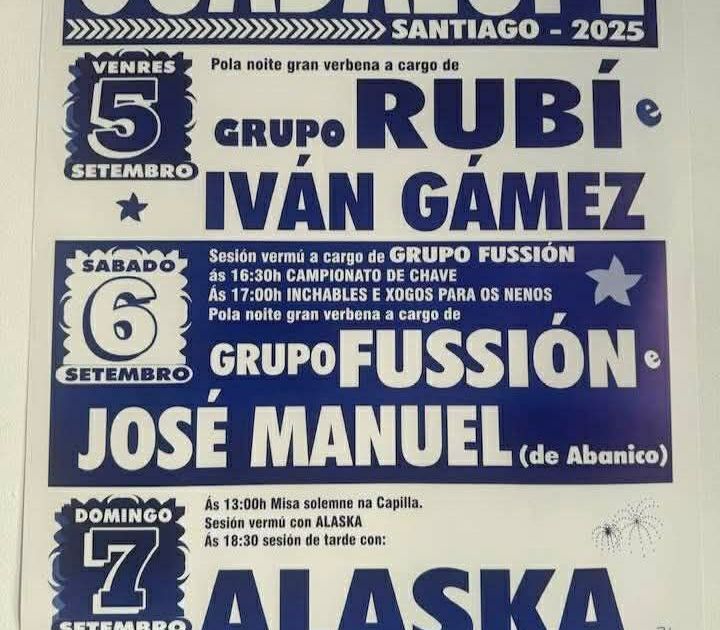 GUADALUPE
SANTIAGO - 2025
VENRES
5
SETEMBRO
Pola noite gran verbena a cargo de
GRUPO RUBÍ e
IVÁN GÁMEZ
SABADO
6
SETEMBRO
Sesión vermú a cargo de GRUPO FUSSIÓN
ás 16:30h CAMPIONATO DE CHAVE
Ás 17:00h INCHABLES E XOGOS PARA OS NENOS
Pola noite gran verbena a cargo de
GRUPO FUSSIÓN e
JOSÉ MANUEL (de Abanico)
DOMINGO
7
SETEMBRO
Ás 13:00h Misa solemne na Capilla.
Sesión vermú con ALASKA
Ás 18:30 sesión de tarde con:
ALASKA